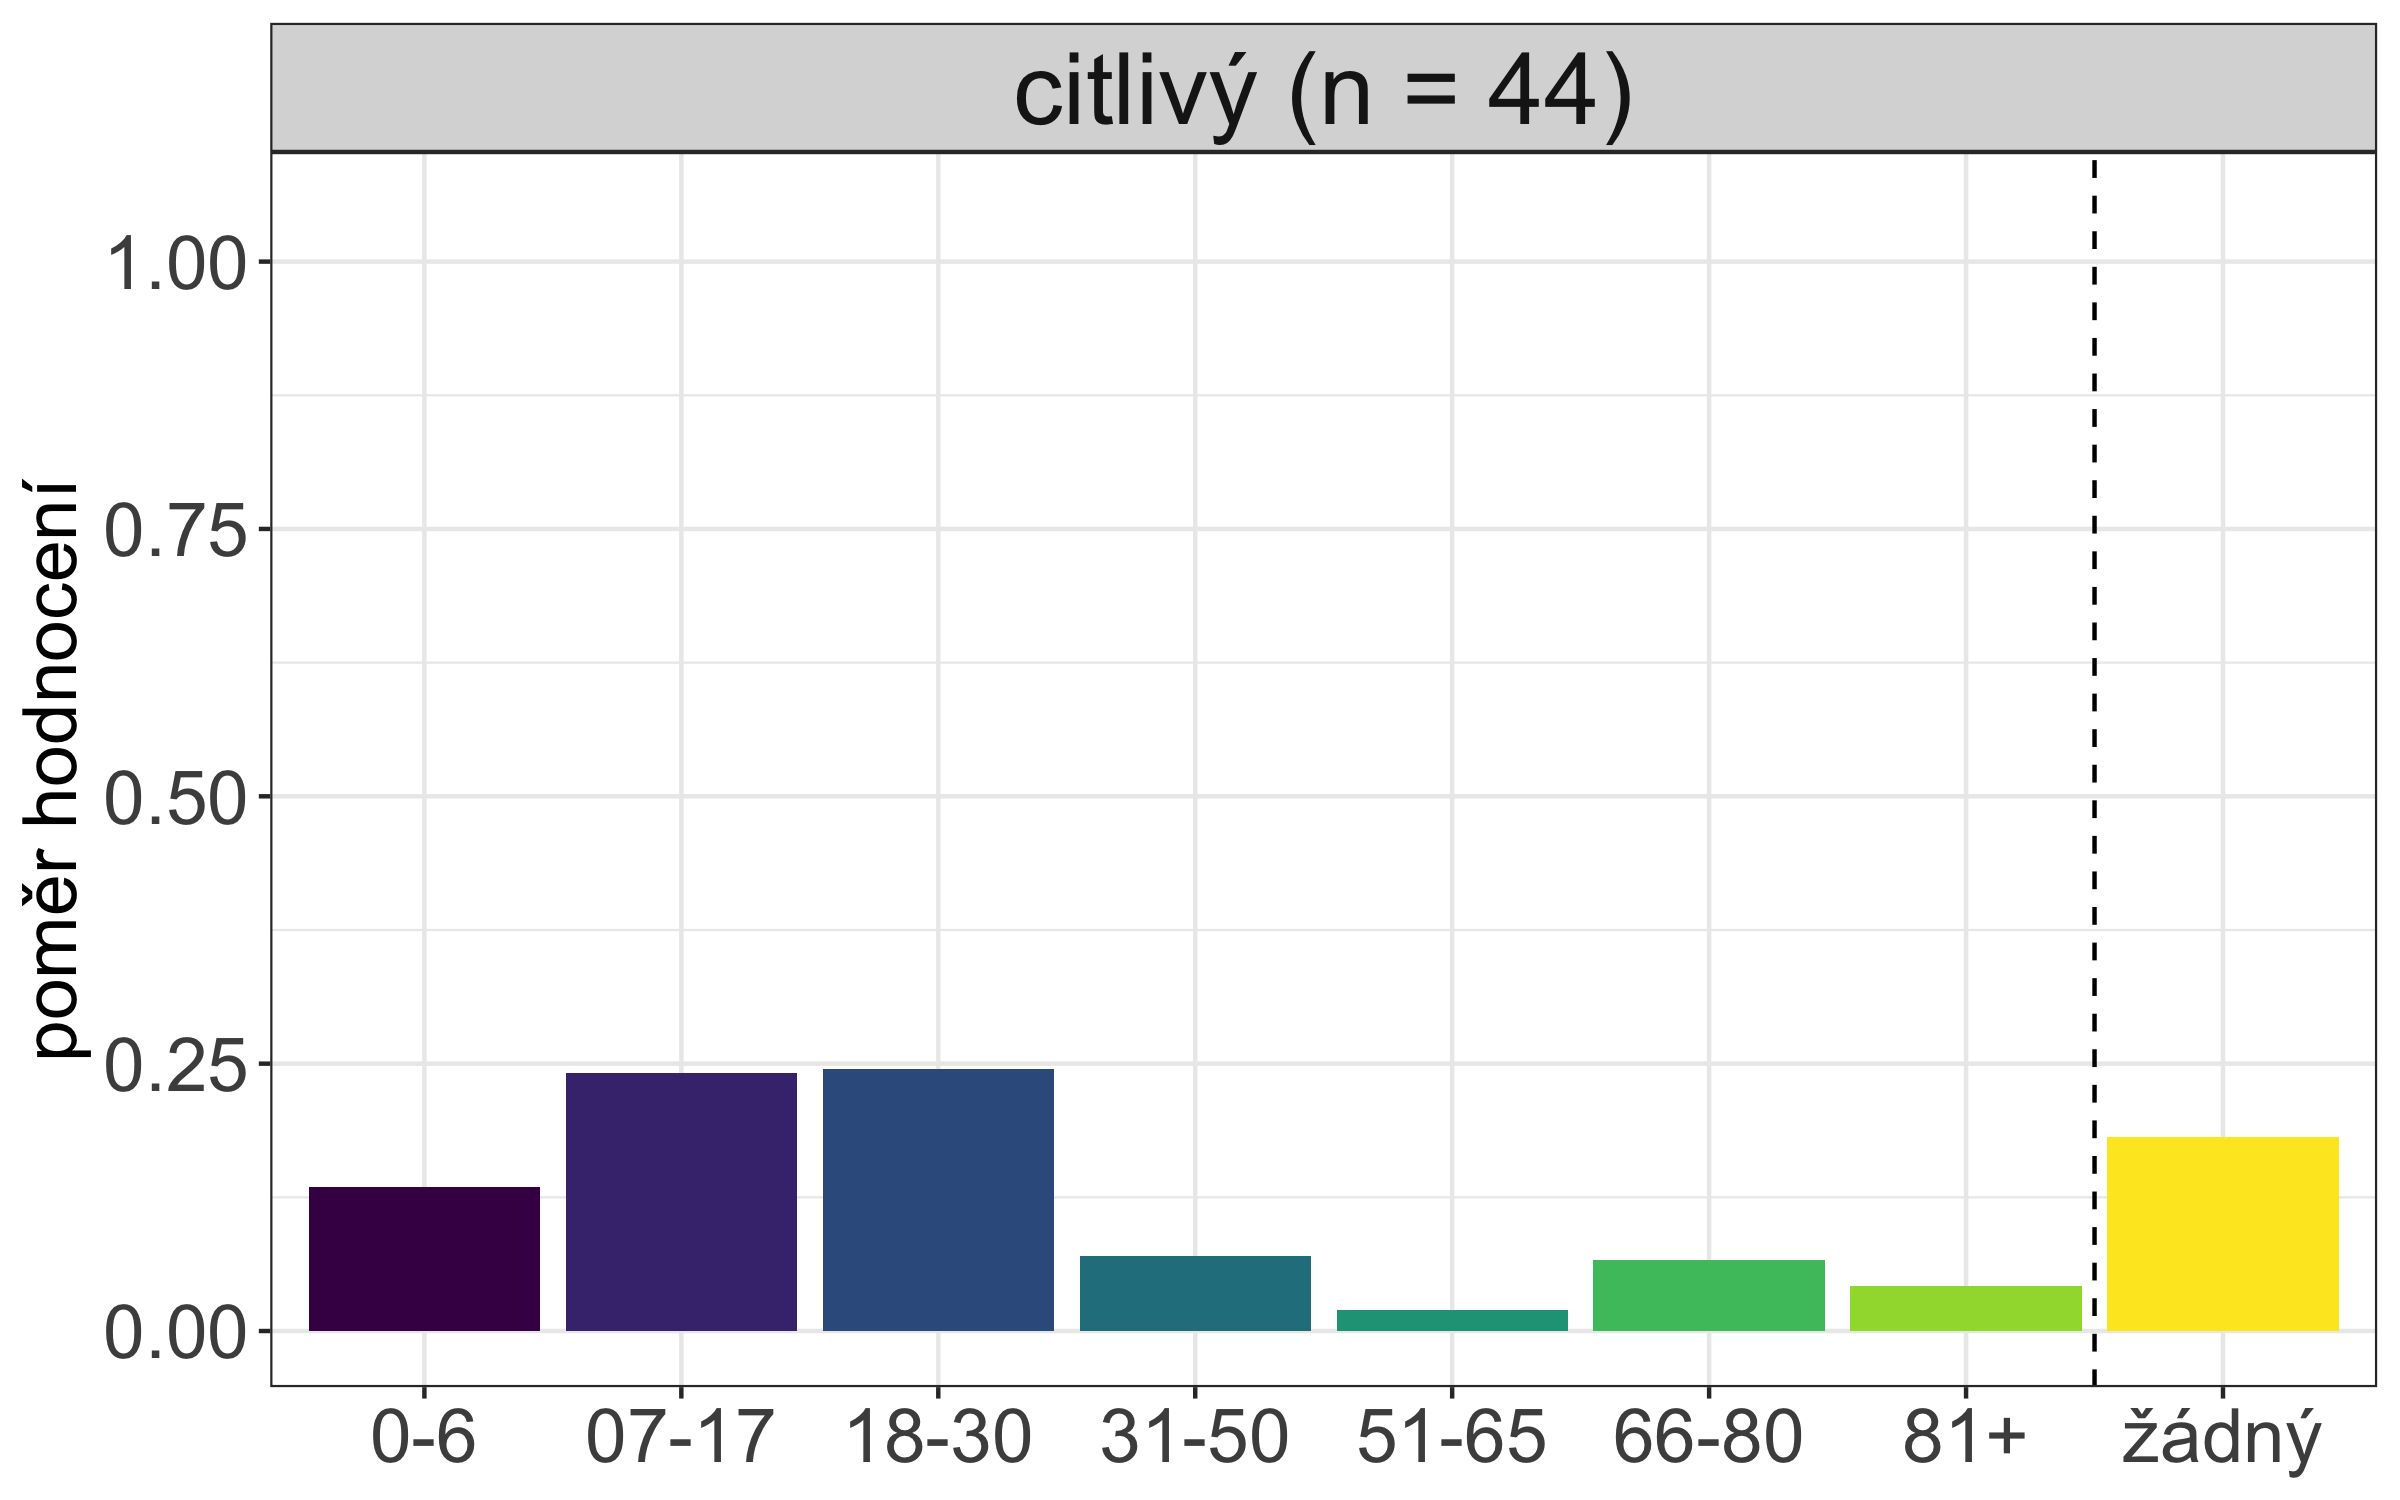 citlivý (n = 44)
poměr hodnocení
1.00
0.75
0.50
0.25
0.00
0-6 07-17 18-30 31-50 51-65 66-80 81+ žádný